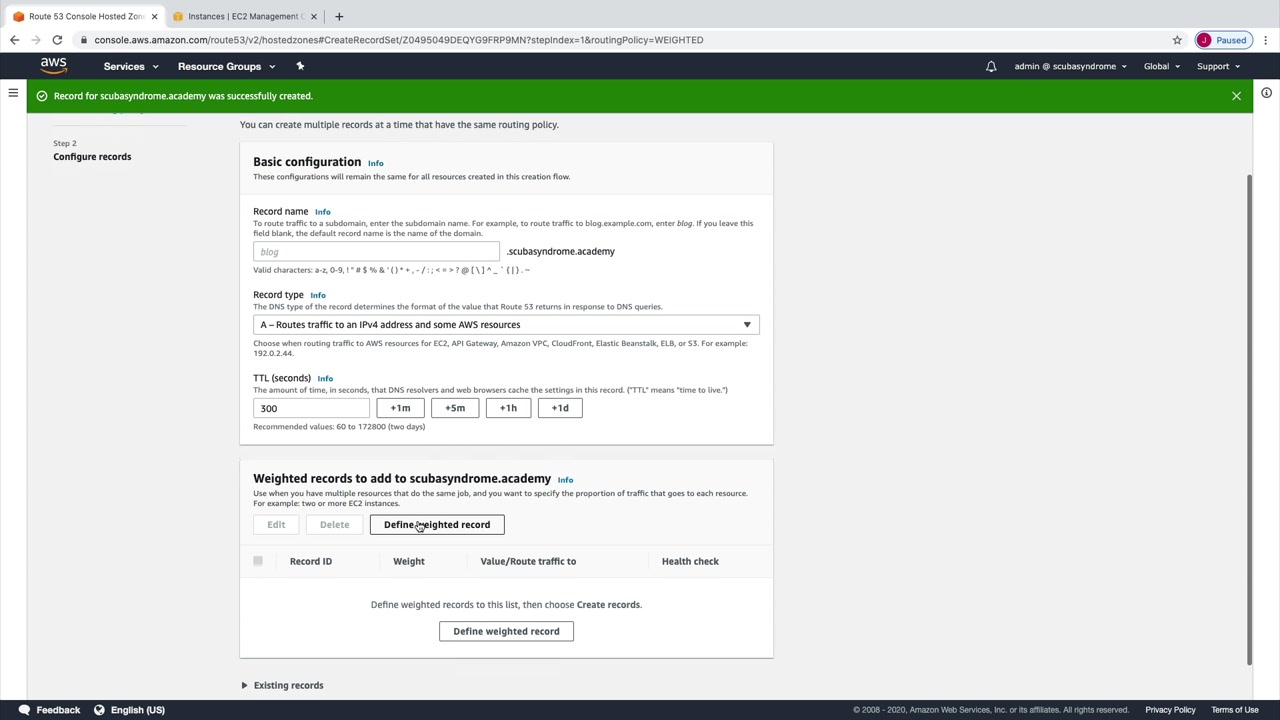 Route 53 Console Hosted Zon
Instances | EC2 Management C
console.aws.amazon.com/route53/v2/hostedzones#CreateRecordSet/Z0495049DEQYG9FRP9MN?stepIndex=1&routingPolicy=WEIGHTED
J Paused
aws Services Resource Groups admin @ scubasyndrome Global Support
Record for scubasyndrome.academy was successfully created.
You can create multiple records at a time that have the same routing policy.
Step 2
Configure records
Basic configuration Info
These configurations will remain the same for all resources created in this creation flow.
Record name Info
To route traffic to a subdomain, enter the subdomain name. For example, to route traffic to blog.example.com, enter blog. If you leave this
field blank, the default record name is the name of the domain.
blog .scubasyndrome.academy
Valid characters: a-z, 0-9, ! " # $ % & ' ( ) * + , - / : ; < = > ? @ [ \ ] ^ _ ` { | } . ~
Record type Info
The DNS type of the record determines the format of the value that Route 53 returns in response to DNS queries.
A – Routes traffic to an IPv4 address and some AWS resources
Choose when routing traffic to AWS resources for EC2, API Gateway, Amazon VPC, CloudFront, Elastic Beanstalk, ELB, or S3. For example:
192.0.2.44.
TTL (seconds) Info
The amount of time, in seconds, that DNS resolvers and web browsers cache the settings in this record. ("TTL" means "time to live.")
300 +1m +5m +1h +1d
Recommended values: 60 to 172800 (two days)
Weighted records to add to scubasyndrome.academy Info
Use when you have multiple resources that do the same job, and you want to specify the proportion of traffic that goes to each resource.
For example: two or more EC2 instances.
Edit Delete Define weighted record
Record ID Weight Value/Route traffic to Health check
Define weighted records to this list, then choose Create records.
Define weighted record
Existing records
Feedback English (US) © 2008 - 2020, Amazon Web Services, Inc. or its affiliates. All rights reserved. Privacy Policy Terms of Use